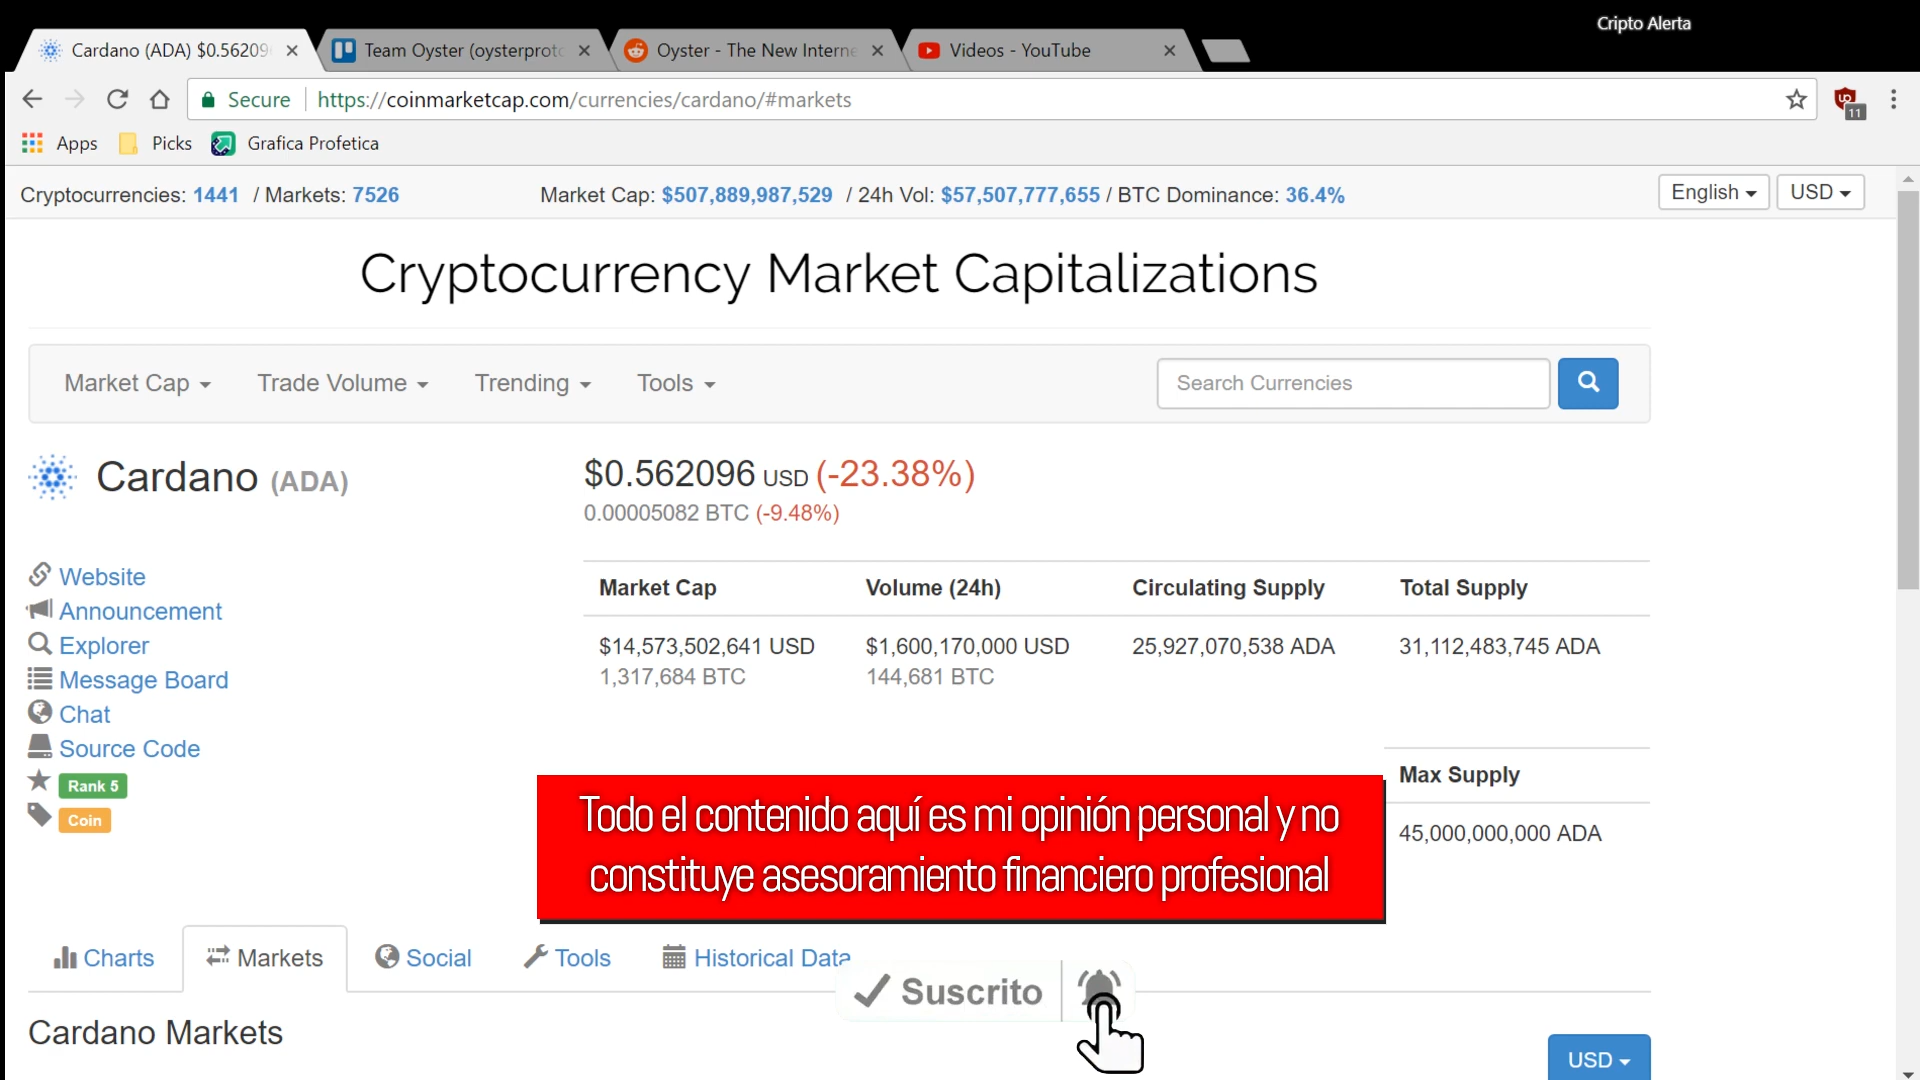 Cripto Alerta
Cardano (ADA) $0.56209
Team Oyster (oysterproto
Oyster - The New Interne
Videos - YouTube
Secure https://coinmarketcap.com/currencies/cardano/#markets
11
Apps Picks Grafica Profetica
Cryptocurrencies: 1441 / Markets: 7526 Market Cap: $507,889,987,529 / 24h Vol: $57,507,777,655 / BTC Dominance: 36.4% English USD
Cryptocurrency Market Capitalizations
Market Cap Trade Volume Trending Tools Search Currencies
Cardano (ADA) $0.562096 USD (-23.38%)
0.00005082 BTC (-9.48%)
Website
Announcement
Explorer
Message Board
Chat
Source Code
Rank 5
Coin
Market Cap Volume (24h) Circulating Supply Total Supply
$14,573,502,641 USD $1,600,170,000 USD 25,927,070,538 ADA 31,112,483,745 ADA
1,317,684 BTC 144,681 BTC
Max Supply
45,000,000,000 ADA
Todo el contenido aquí es mi opinión personal y no
constituye asesoramiento financiero profesional
Charts Markets Social Tools Historical Data
Suscrito
Cardano Markets
USD